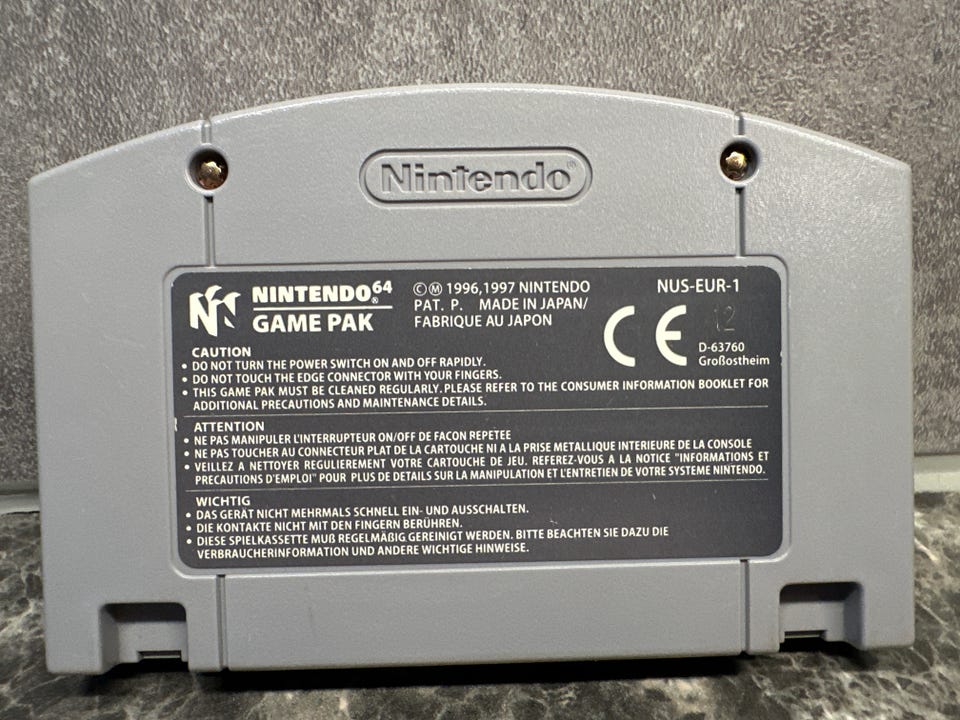 Nintendo®
NINTENDO⁶⁴®
GAME PAK
ⒸⓂ 1996,1997 NINTENDO
PAT. P. MADE IN JAPAN/
FABRIQUE AU JAPON
NUS-EUR-1
CE
12
D-63760
Großostheim
CAUTION
• DO NOT TURN THE POWER SWITCH ON AND OFF RAPIDLY.
• DO NOT TOUCH THE EDGE CONNECTOR WITH YOUR FINGERS.
• THIS GAME PAK MUST BE CLEANED REGULARLY. PLEASE REFER TO THE CONSUMER INFORMATION BOOKLET FOR
ADDITIONAL PRECAUTIONS AND MAINTENANCE DETAILS.
ATTENTION
• NE PAS MANIPULER L'INTERRUPTEUR ON/OFF DE FACON REPETEE
• NE PAS TOUCHER AU CONNECTEUR PLAT DE LA CARTOUCHE NI A LA PRISE METALLIQUE INTERIEURE DE LA CONSOLE
• VEILLEZ A NETTOYER REGULIEREMENT VOTRE CARTOUCHE DE JEU. REFEREZ-VOUS A LA NOTICE "INFORMATIONS ET
PRECAUTIONS D'EMPLOI" POUR PLUS DE DETAILS SUR LA MANIPULATION ET L'ENTRETIEN DE VOTRE SYSTEME NINTENDO.
WICHTIG
• DAS GERÄT NICHT MEHRMALS SCHNELL EIN- UND AUSSCHALTEN.
• DIE KONTAKTE NICHT MIT DEN FINGERN BERÜHREN.
• DIESE SPIELKASSETTE MUß REGELMÄßIG GEREINIGT WERDEN. BITTE BEACHTEN SIE DAZU DIE
VERBRAUCHERINFORMATION UND ANDERE WICHTIGE HINWEISE.